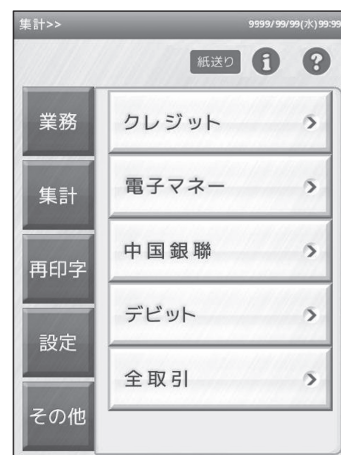 集計>> 9999/99/99(水)99:99
紙送り i ?
業務
集計
再印字
設定
その他
クレジット
電子マネー
中国銀聯
デビット
全取引